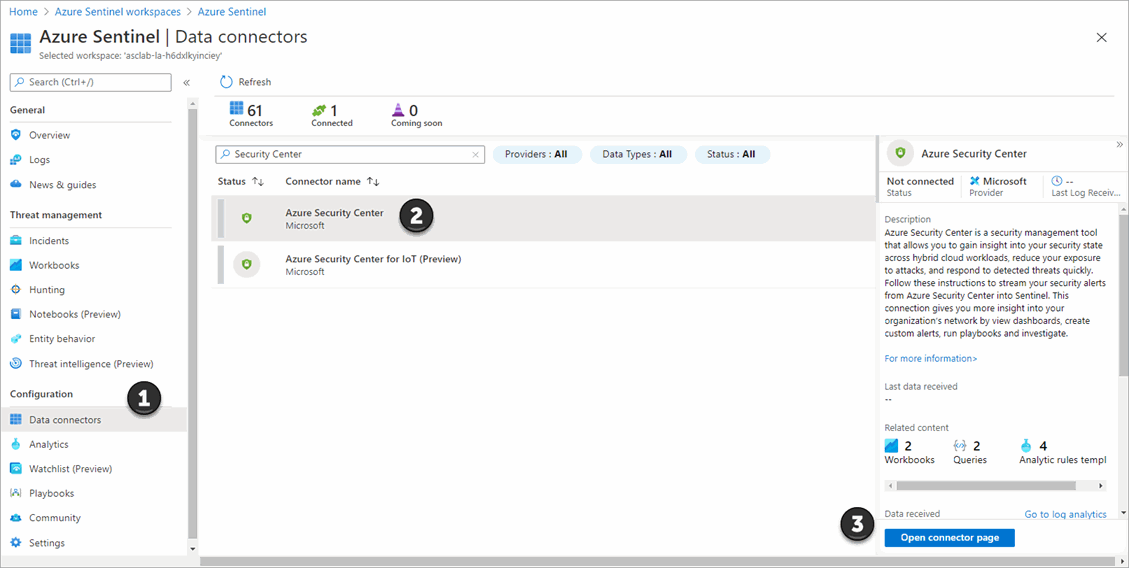 Home > Azure Sentinel workspaces > Azure Sentinel
Azure Sentinel | Data connectors
Selected workspace: 'asclab-la-h6dxlkyinciey'
Search (Ctrl+/)
«
Refresh
General
Overview
Logs
News & guides
Threat management
Incidents
Workbooks
Hunting
Notebooks (Preview)
Entity behavior
Threat intelligence (Preview)
Configuration
1
Data connectors
Analytics
Watchlist (Preview)
Playbooks
Community
Settings
61 Connectors
1 Connected
0 Coming soon
Security Center
Providers : All
Data Types : All
Status : All
Status ↑↓ Connector name ↑↓
Azure Security Center
Microsoft
2
Azure Security Center for IoT (Preview)
Microsoft
»
Azure Security Center
Not connected
Status
Microsoft
Provider
--
Last Log Receiv...
Description
Azure Security Center is a security management tool
that allows you to gain insight into your security state
across hybrid cloud workloads, reduce your exposure
to attacks, and respond to detected threats quickly.
Follow these instructions to stream your security alerts
from Azure Security Center into Sentinel. This
connection gives you more insight into your
organization's network by view dashboards, create
custom alerts, run playbooks and investigate.
For more information>
Last data received
--
Related content
2 Workbooks
2 Queries
4 Analytic rules templ
Data received Go to log analytics
3
Open connector page